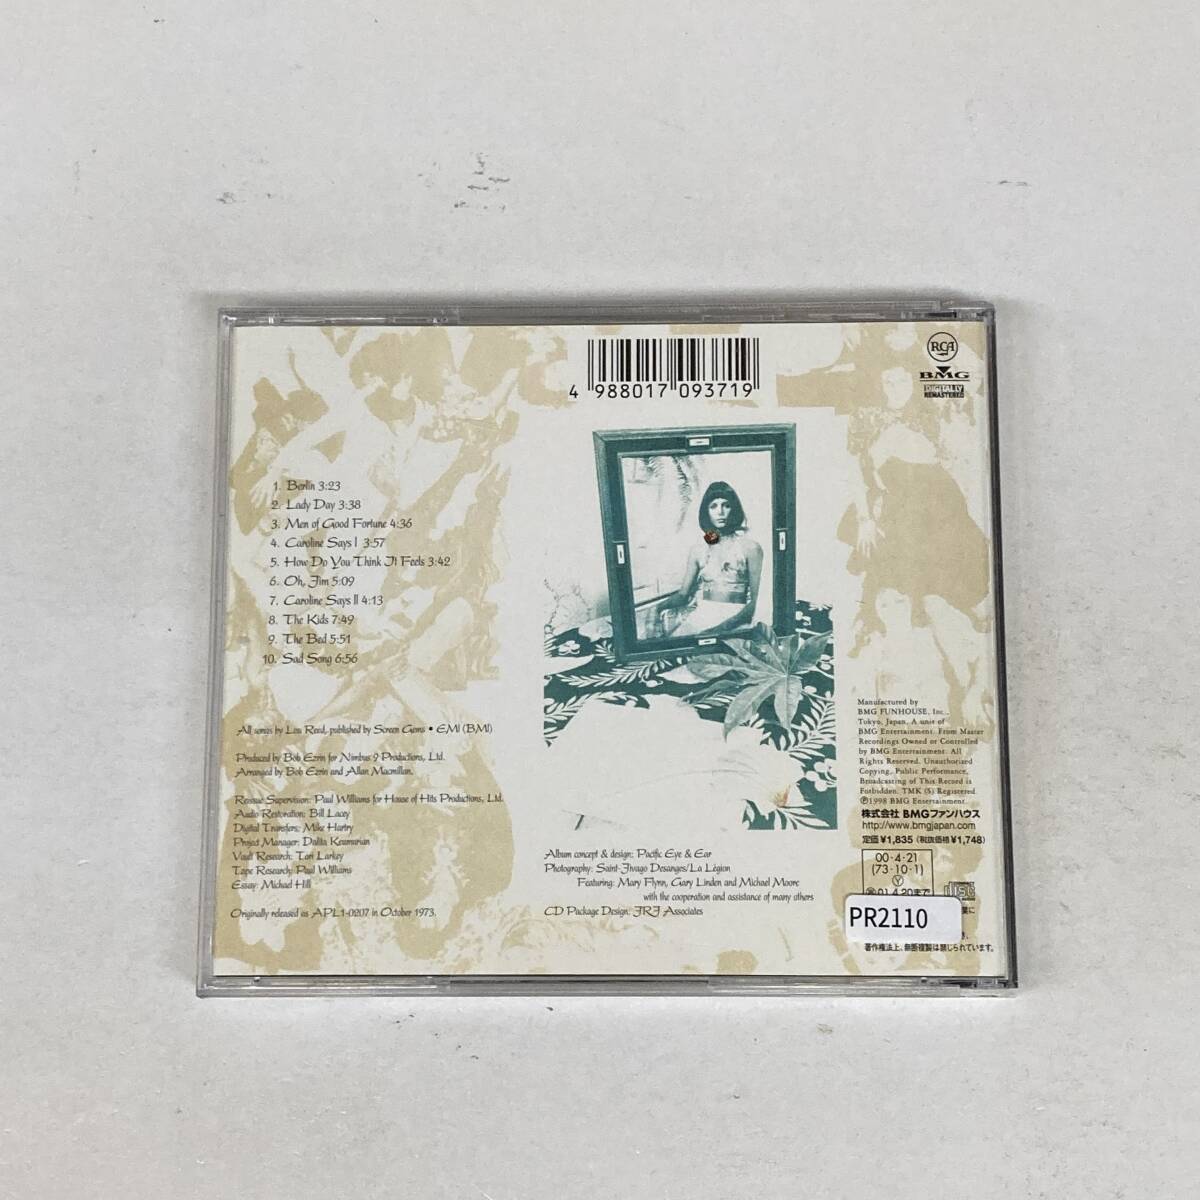 4 988017 093719
RCA
BMG
DIGITALLY
REMASTERED
1. Berlin 3:23
2. Lady Day 3:38
3. Men of Good Fortune 4:36
4. Caroline Says I 3:57
5. How Do You Think It Feels 3:42
6. Oh, Jim 5:09
7. Caroline Says II 4:13
8. The Kids 7:49
9. The Bed 5:51
10. Sad Song 6:56
All songs by Lou Reed, published by Screen Gems • EMI (BMI)
Produced by Bob Ezrin for Nimbus 9 Productions, Ltd.
Arranged by Bob Ezrin and Allan Macmillan.
Reissue Supervision: Paul Williams for House of Hits Productions, Ltd.
Audio Restoration: Bill Lacey
Digital Transfers: Mike Hartry
Project Manager: Dalita Keumurian
Vault Research: Tori Larkey
Tape Research: Paul Williams
Essay: Michael Hill
Originally released as APL1-0207 in October 1973.
Album concept & design: Pacific Eye & Ear
Photography: Saint-Jivago Desanges/La Lègion
Featuring: Mary Flynn, Gary Linden and Michael Moore
with the cooperation and assistance of many others
CD Package Design: JRJ Associates
Manufactured by
BMG FUNHOUSE, Inc.,
Tokyo, Japan, A unit of
BMG Entertainment. From Master
Recordings Owned or Controlled
by BMG Entertainment. All
Rights Reserved. Unauthorized
Copying, Public Performance,
Broadcasting of This Record is
Forbidden. TMK (S) Registered.
Ⓟ1998 BMG Entertainment.
株式会社 BMGファンハウス
http://www.bmgjapan.com
定価¥1,835 (税抜価格¥1,748)
00·4·21
(73·10·1)
Ⓨ
01.4.20まで
PR2110
著作権法上、無断複製は禁じられています。